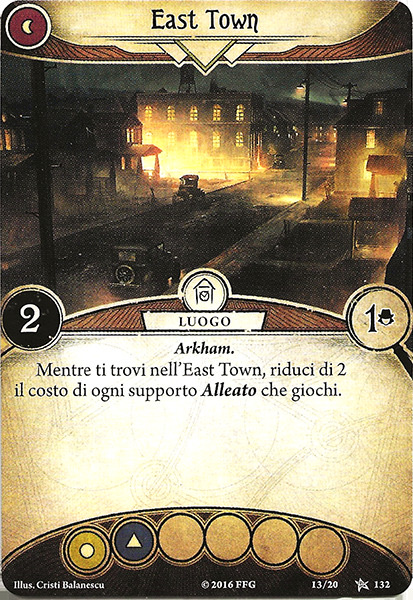 East Town
2
LUOGO
1
Arkham.
Mentre ti trovi nell'East Town, riduci di 2
il costo di ogni supporto Alleato che giochi.
Illus. Cristi Balanescu © 2016 FFG 13/20 132